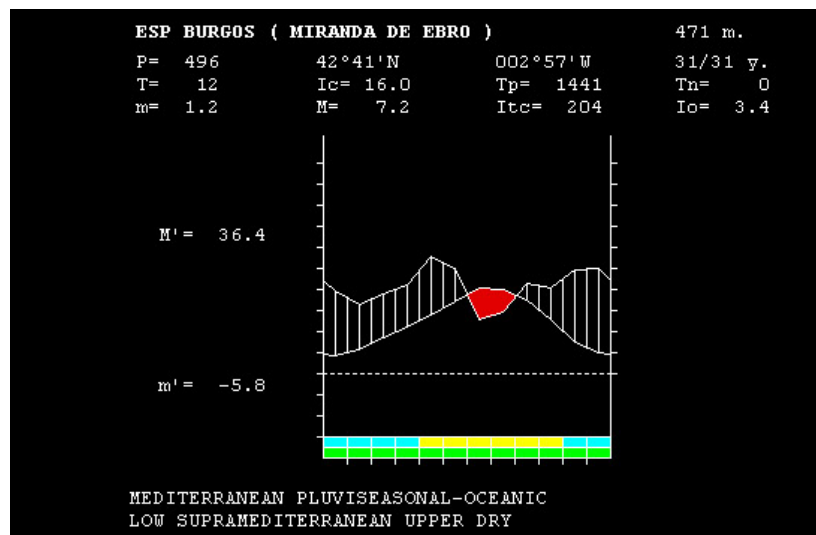 ESP BURGOS ( MIRANDA DE EBRO ) 471 m.
P= 496 42°41'N 002°57'W 31/31 y.
T= 12 Ic= 16.0 Tp= 1441 Tn= 0
m= 1.2 M= 7.2 Itc= 204 Io= 3.4
M'= 36.4
m'= -5.8
MEDITERRANEAN PLUVISEASONAL-OCEANIC
LOW SUPRAMEDITERRANEAN UPPER DRY